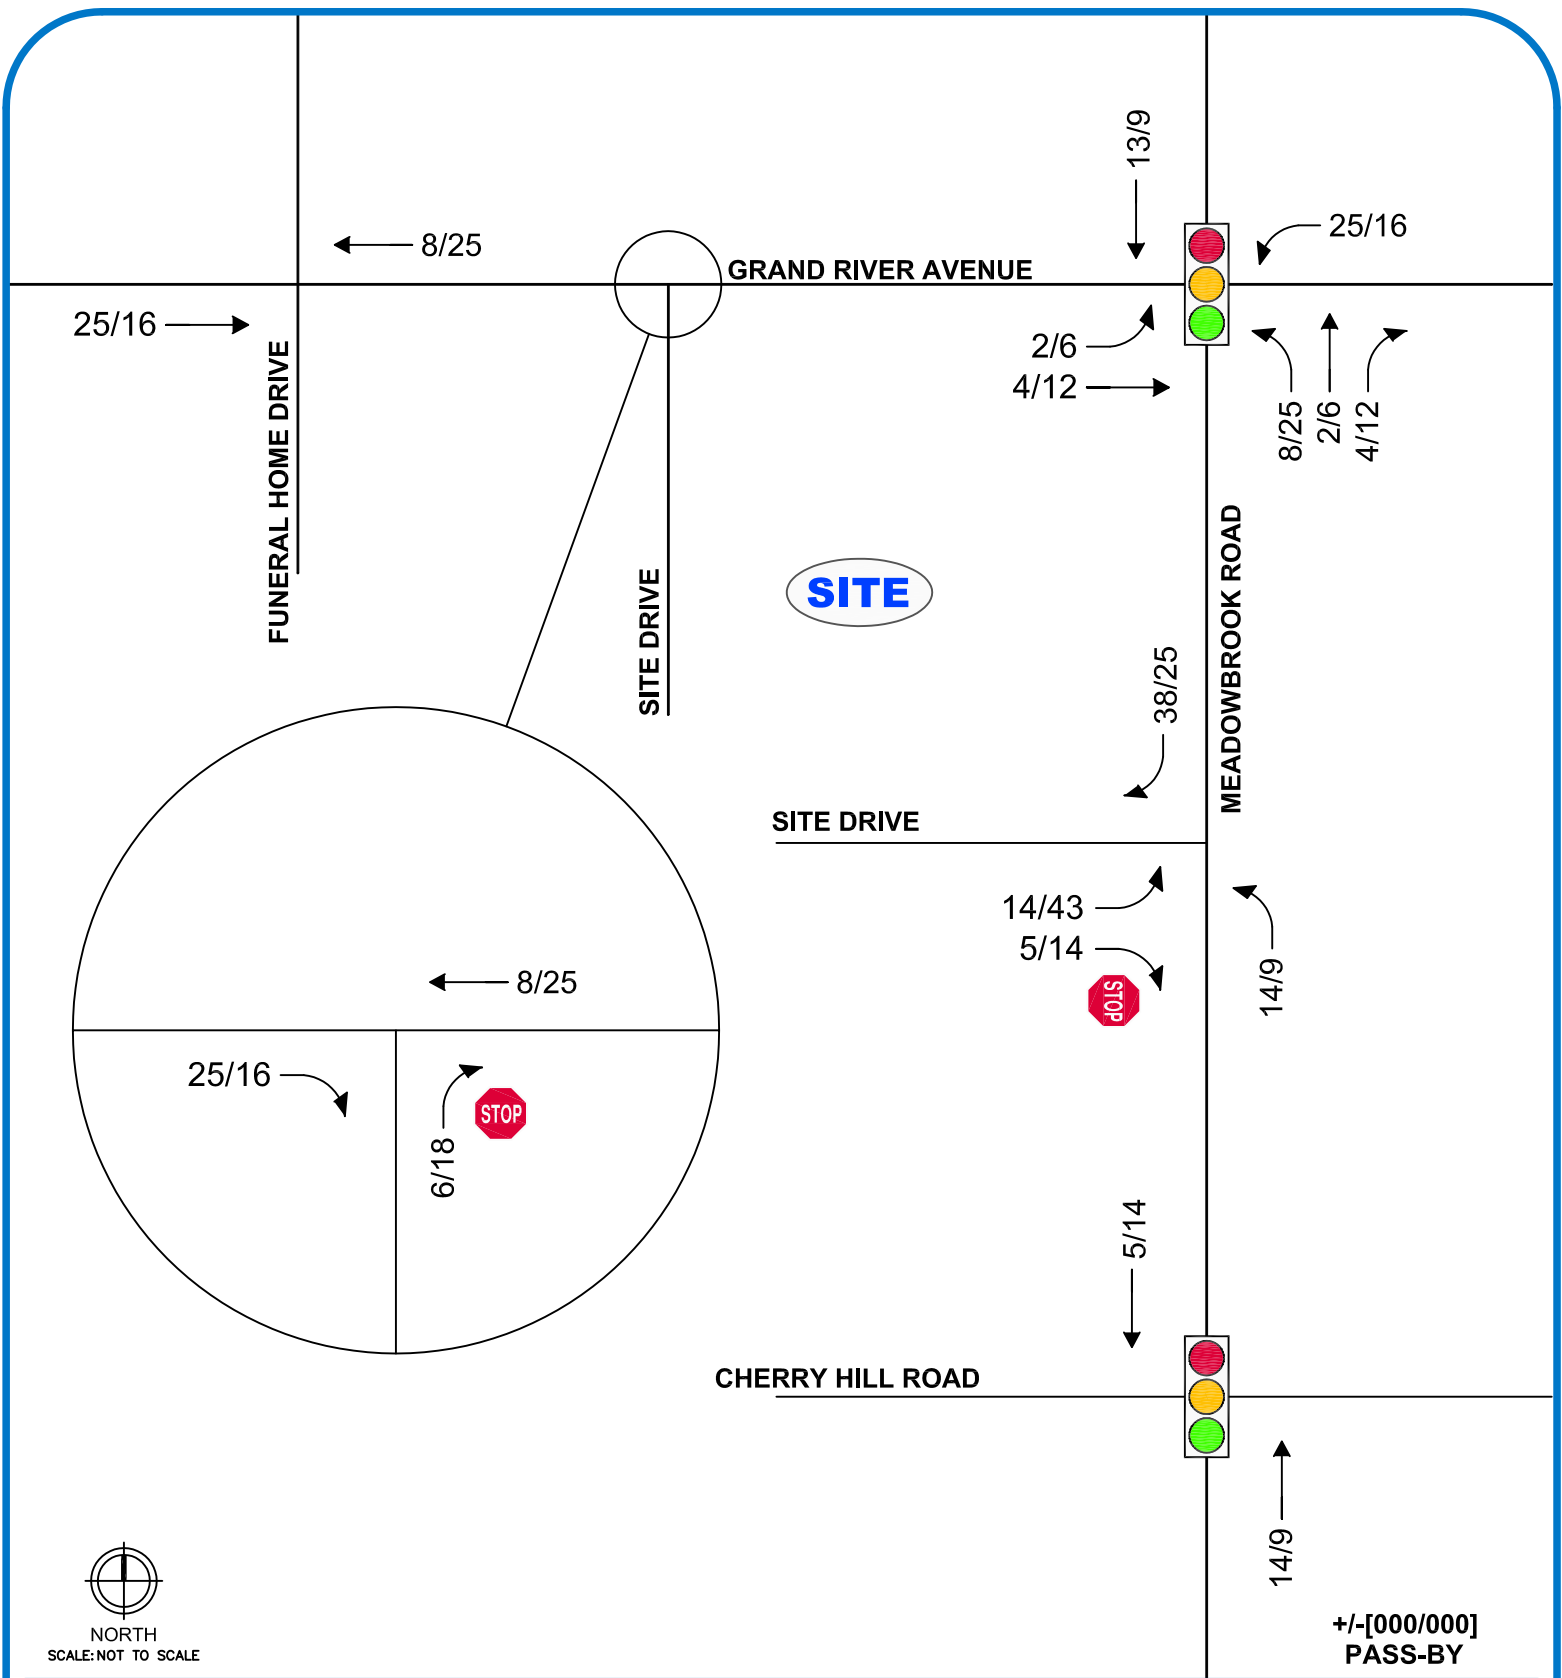 13/9
25/16
8/25
GRAND RIVER AVENUE
25/16
2/6
4/12
8/25
2/6
4/12
FUNERAL HOME DRIVE
SITE DRIVE
SITE
MEADOWBROOK ROAD
38/25
SITE DRIVE
14/43
5/14
STOP
14/9
8/25
25/16
STOP
6/18
5/14
CHERRY HILL ROAD
14/9
NORTH
SCALE: NOT TO SCALE
+/-[000/000]
PASS-BY